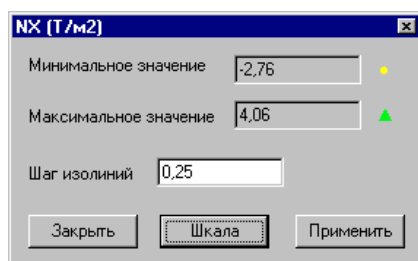 NX (Т/м2)
Минимальное значение -2,76
Максимальное значение 4,06
Шаг изолиний 0,25
Закрыть Шкала Применить